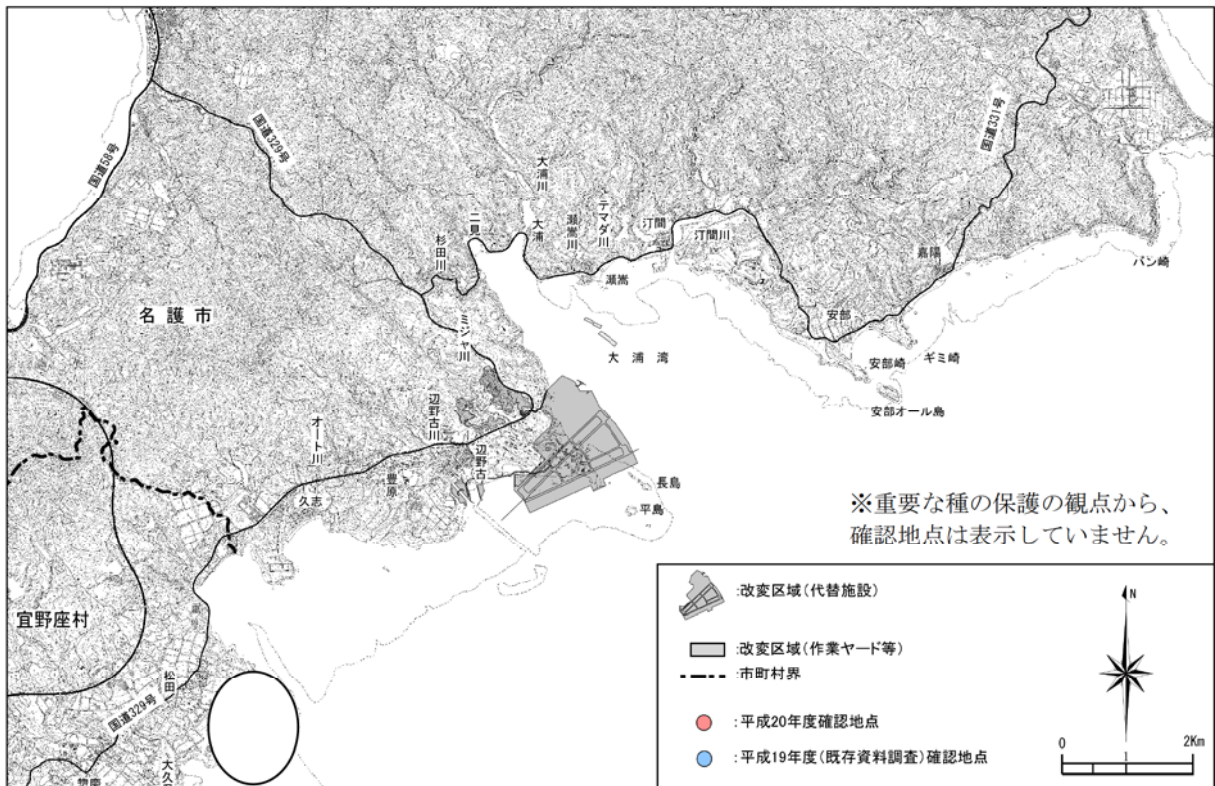 国道58号
国道329号
国道331号
大浦川
大浦
瀬嵩川
テマダ川
汀間
汀間川
二見
杉田川
瀬嵩
嘉陽
バン崎
名護市
ミジャ川
大浦湾
安部
安部崎
ギミ崎
安部オール島
辺野古川
辺野古
オート川
豊原
久志
長島
平島
※重要な種の保護の観点から、
確認地点は表示していません。
宜野座村
松田
国道329号
:改変区域(代替施設)
:改変区域(作業ヤード等)
:市町村界
:平成20年度確認地点
:平成19年度(既存資料調査)確認地点
N
0 1 2Km